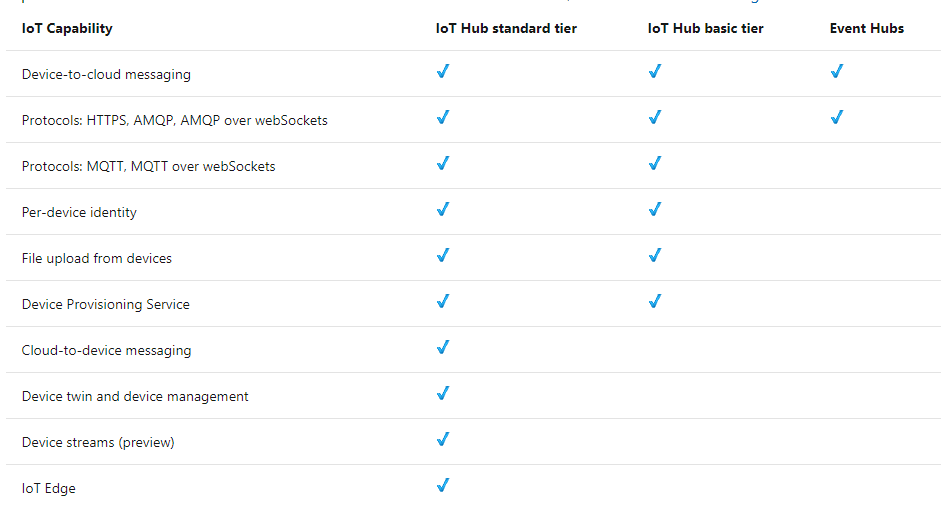 IoT Capability IoT Hub standard tier IoT Hub basic tier Event Hubs
Device-to-cloud messaging ✓ ✓ ✓
Protocols: HTTPS, AMQP, AMQP over webSockets ✓ ✓ ✓
Protocols: MQTT, MQTT over webSockets ✓ ✓
Per-device identity ✓ ✓
File upload from devices ✓ ✓
Device Provisioning Service ✓ ✓
Cloud-to-device messaging ✓
Device twin and device management ✓
Device streams (preview) ✓
IoT Edge ✓